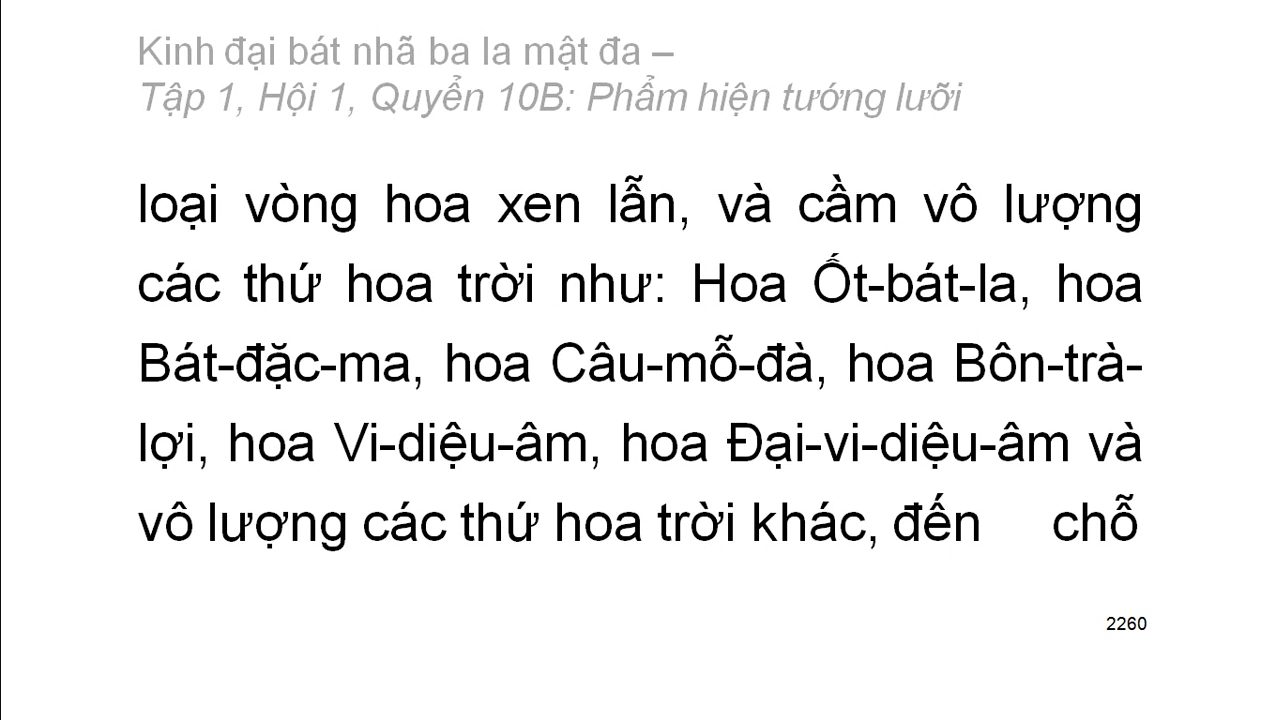 Kinh đại bát nhã ba la mật đa –
Tập 1, Hội 1, Quyển 10B: Phẩm hiện tướng lưỡi
loại vòng hoa xen lẫn, và cầm vô lượng
các thứ hoa trời như: Hoa Ốt-bát-la, hoa
Bát-đặc-ma, hoa Câu-mỗ-đà, hoa Bôn-trà-
lợi, hoa Vi-diệu-âm, hoa Đại-vi-diệu-âm và
vô lượng các thứ hoa trời khác, đến chỗ
2260